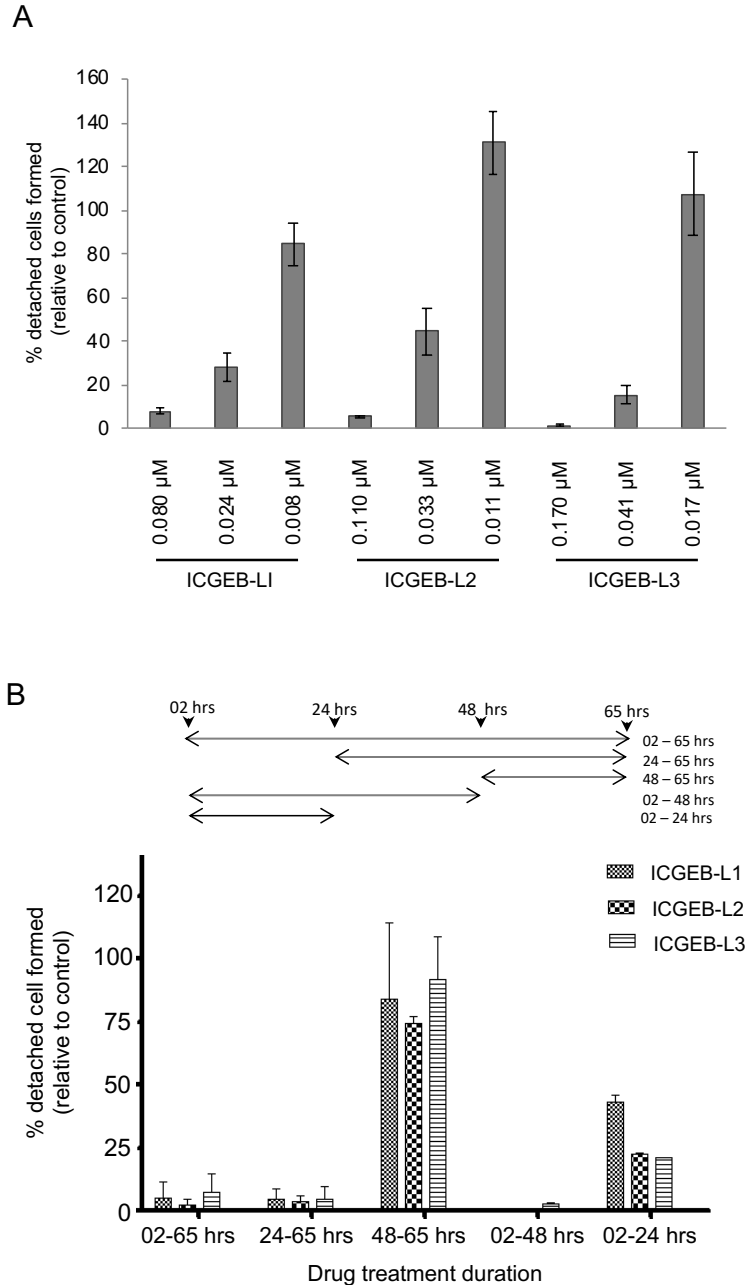 A
% detached cells formed
(relative to control)
160
140
120
100
80
60
40
20
0
0.080 µM
0.024 µM
0.008 µM
0.110 µM
0.033 µM
0.011 µM
0.170 µM
0.041 µM
0.017 µM
ICGEB-LI
ICGEB-L2
ICGEB-L3
B
02 hrs
24 hrs
48 hrs
65 hrs
02 – 65 hrs
24 – 65 hrs
48 – 65 hrs
02 – 48 hrs
02 – 24 hrs
% detached cell formed
(relative to control)
120
100
75
50
25
0
ICGEB-L1
ICGEB-L2
ICGEB-L3
02-65 hrs
24-65 hrs
48-65 hrs
02-48 hrs
02-24 hrs
Drug treatment duration